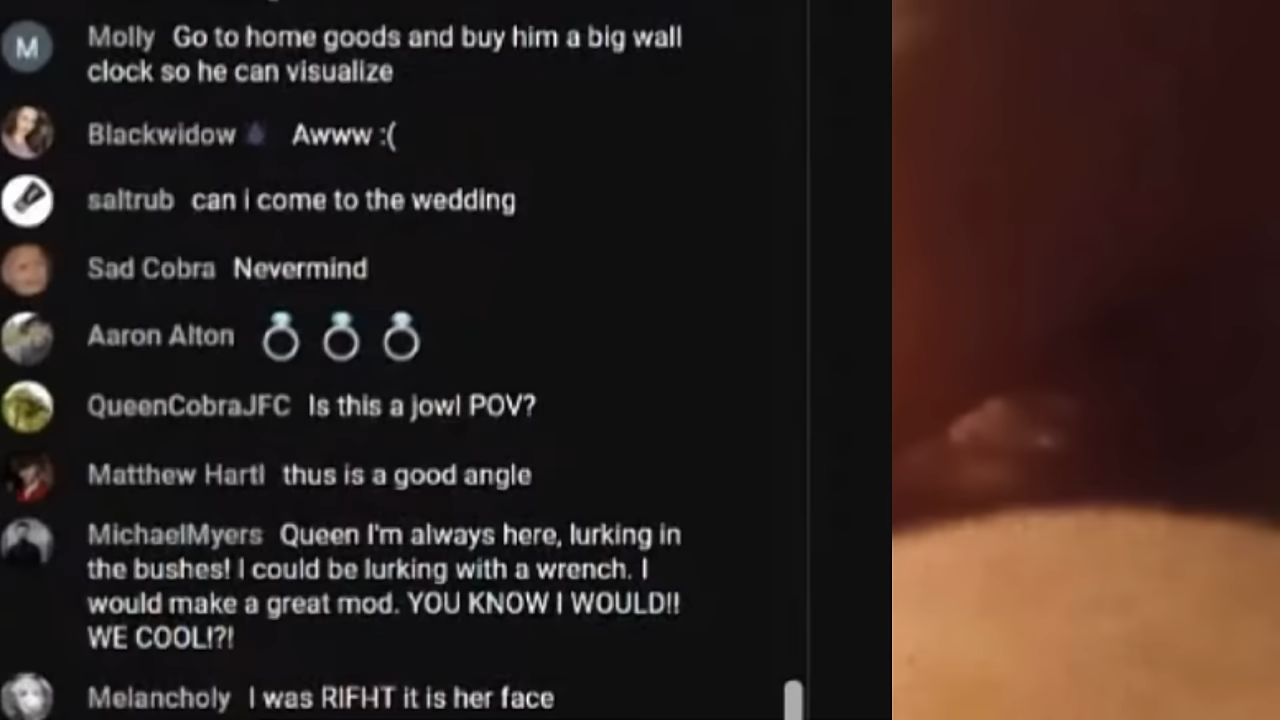 M Molly Go to home goods and buy him a big wall
clock so he can visualize
Blackwidow Awww :(
saltrub can i come to the wedding
Sad Cobra Nevermind
Aaron Alton 💍 💍 💍
QueenCobraJFC Is this a jowl POV?
Matthew Hartl thus is a good angle
MichaelMyers Queen I'm always here, lurking in
the bushes! I could be lurking with a wrench. I
would make a great mod. YOU KNOW I WOULD!!
WE COOL!?!
Melancholy I was RIFHT it is her face